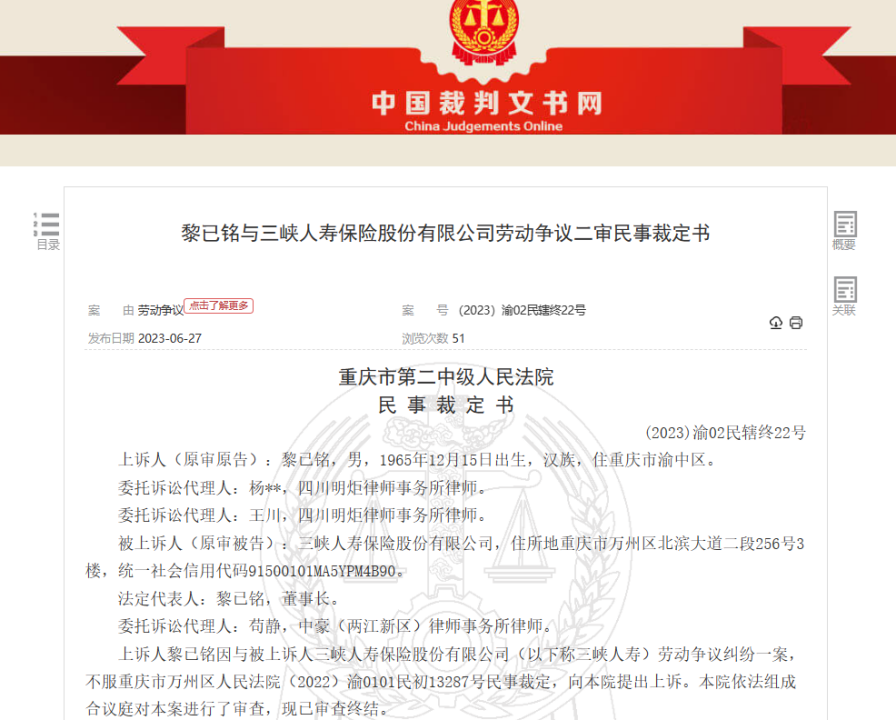 中国裁判文书网
China Judgements Online
目录
概要
关联
黎已铭与三峡人寿保险股份有限公司劳动争议二审民事裁定书
案 由 劳动争议 点击了解更多 案 号 （2023）渝02民辖终22号
发布日期 2023-06-27 浏览次数 51
重庆市第二中级人民法院
民 事 裁 定 书
(2023)渝02民辖终22号
上诉人（原审原告）：黎已铭，男，1965年12月15日出生，汉族，住重庆市渝中区。
委托诉讼代理人：杨**，四川明炬律师事务所律师。
委托诉讼代理人：王川，四川明炬律师事务所律师。
被上诉人（原审被告）：三峡人寿保险股份有限公司，住所地重庆市万州区北滨大道二段256号3
楼，统一社会信用代码91500101MA5YPM4B90。
法定代表人：黎已铭，董事长。
委托诉讼代理人：苟静，中豪（两江新区）律师事务所律师。
上诉人黎已铭因与被上诉人三峡人寿保险股份有限公司（以下称三峡人寿）劳动争议纠纷一案，
不服重庆市万州区人民法院（2022）渝0101民初13287号民事裁定，向本院提出上诉。本院依法组成
合议庭对本案进行了审查，现已审查终结。